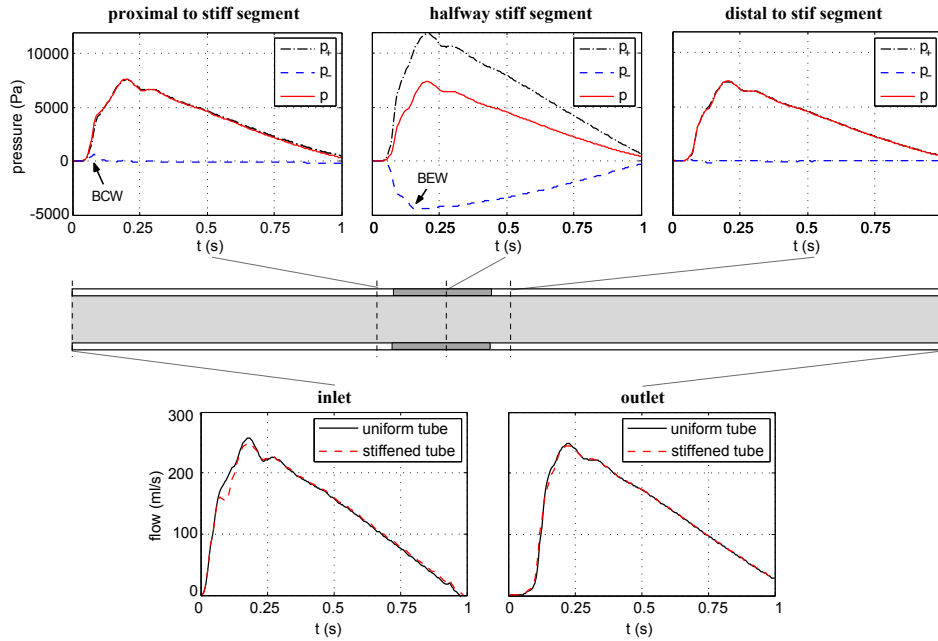 proximal to stiff segment
halfway stiff segment
distal to stif segment
pressure (Pa)
10000
5000
0
-5000
p+
p-
p
BCW
0
0.25
0.5
0.75
1
t (s)
p+
p-
p
BEW
0
0.25
0.5
0.75
1
t (s)
p+
p-
p
0
0.25
0.5
0.75
1
t (s)
inlet
outlet
flow (ml/s)
300
200
100
0
uniform tube
stiffened tube
0
0.25
0.5
0.75
1
t (s)
uniform tube
stiffened tube
0
0.25
0.5
0.75
1
t (s)